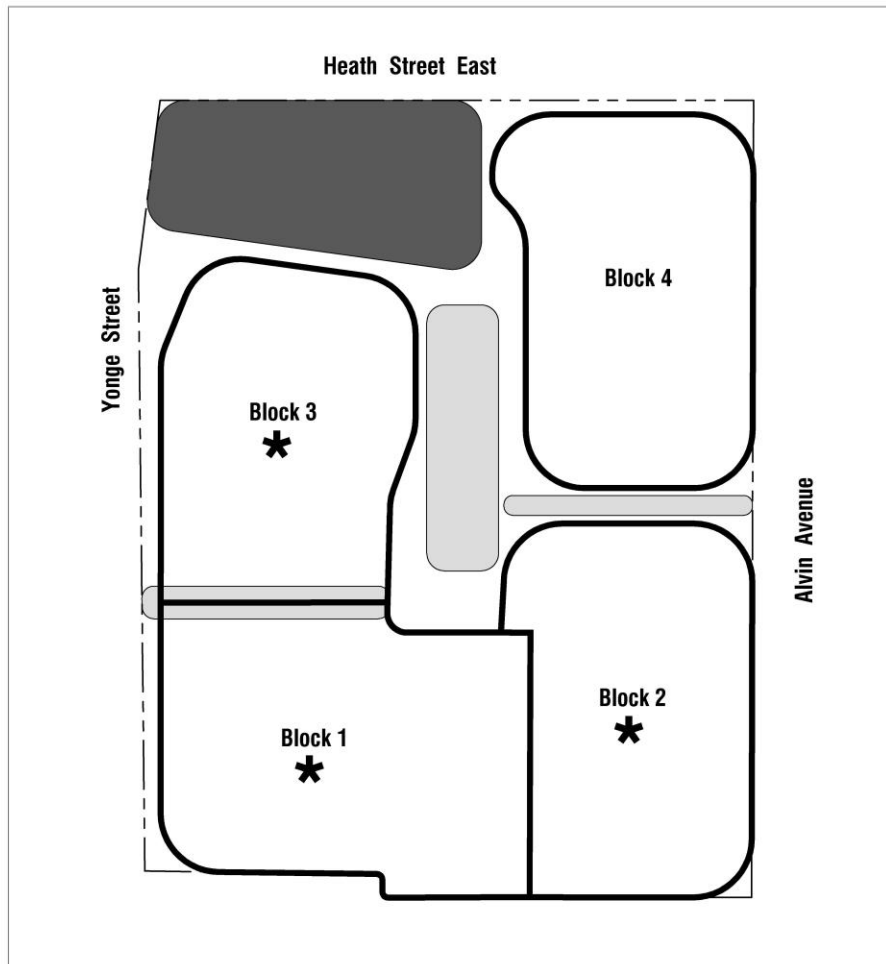 Heath Street East
Block 4
Yonge Street
Block 3
*
Alvin Avenue
Block 2
*
Block 1
*